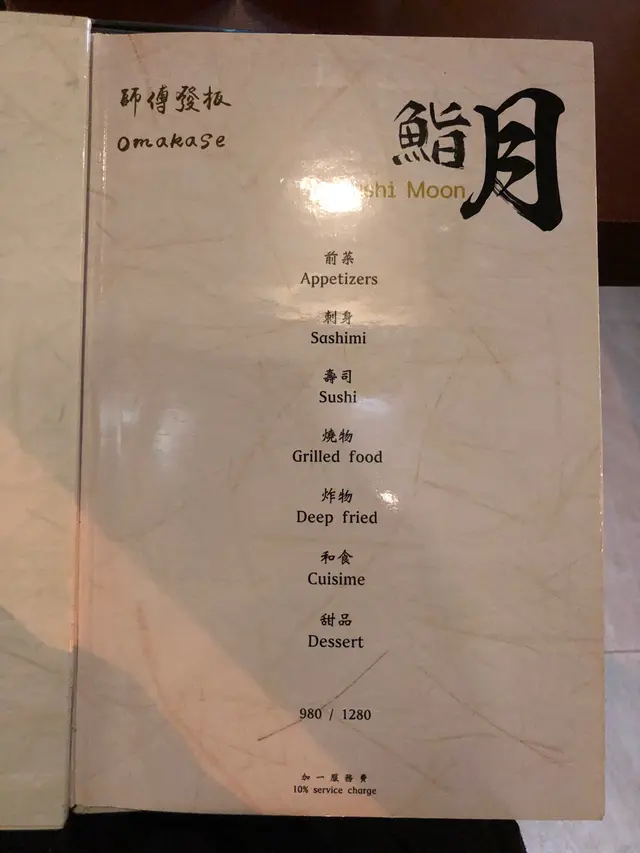 師傅發板
omakase
鮨月
Moon
前菜
Appetizers
刺身
Sashimi
壽司
Sushi
燒物
Grilled food
炸物
Deep fried
和食
Cuisime
甜品
Dessert
980 / 1280
加一服務費
10% service charge